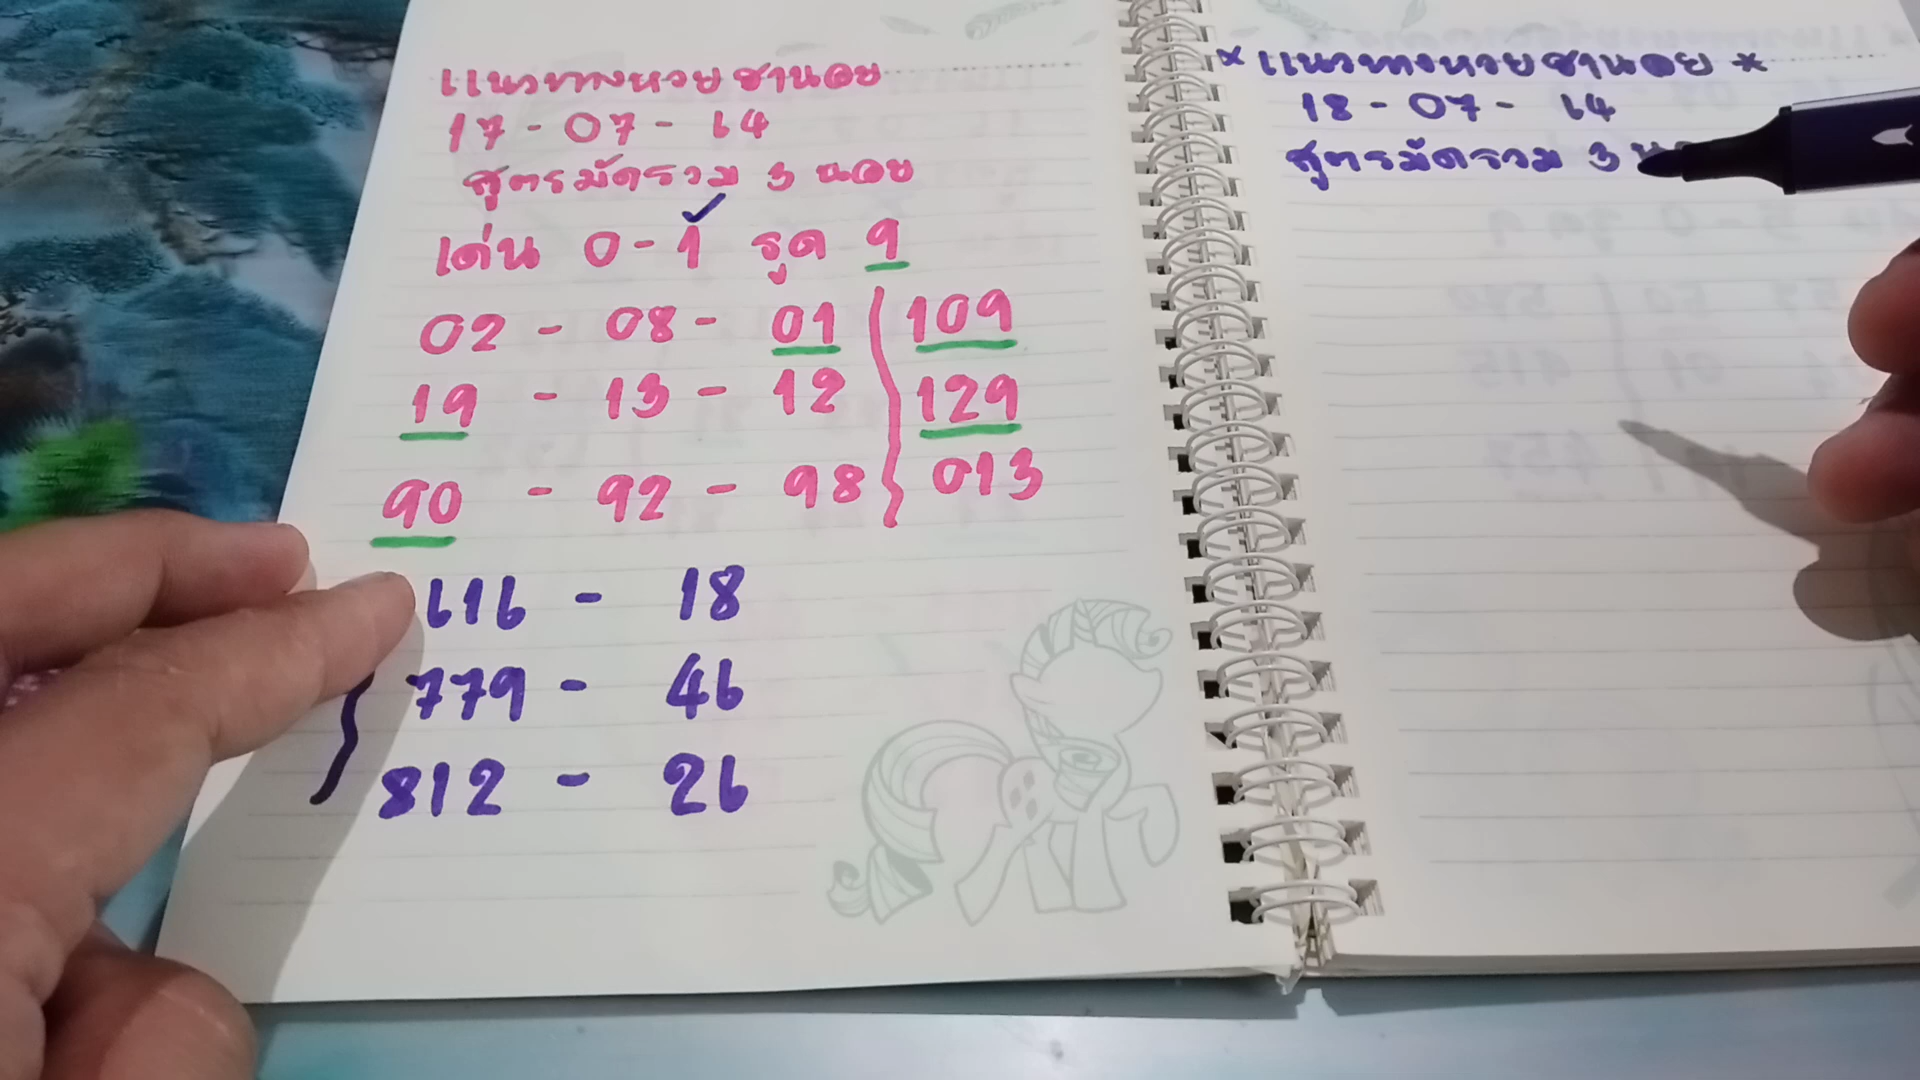 แนวทางหวยฮานอย
17-07-64
สูตรมัดรวม 3 นอย
เด่น 0-1 รูด 9
02 - 08 - 01 109
19 - 13 - 12 129
90 - 92 - 98 013
616 - 18
779 - 46
812 - 26
* แนวทางหวยฮานอย *
18-07-64
สูตรมัดรวม 3